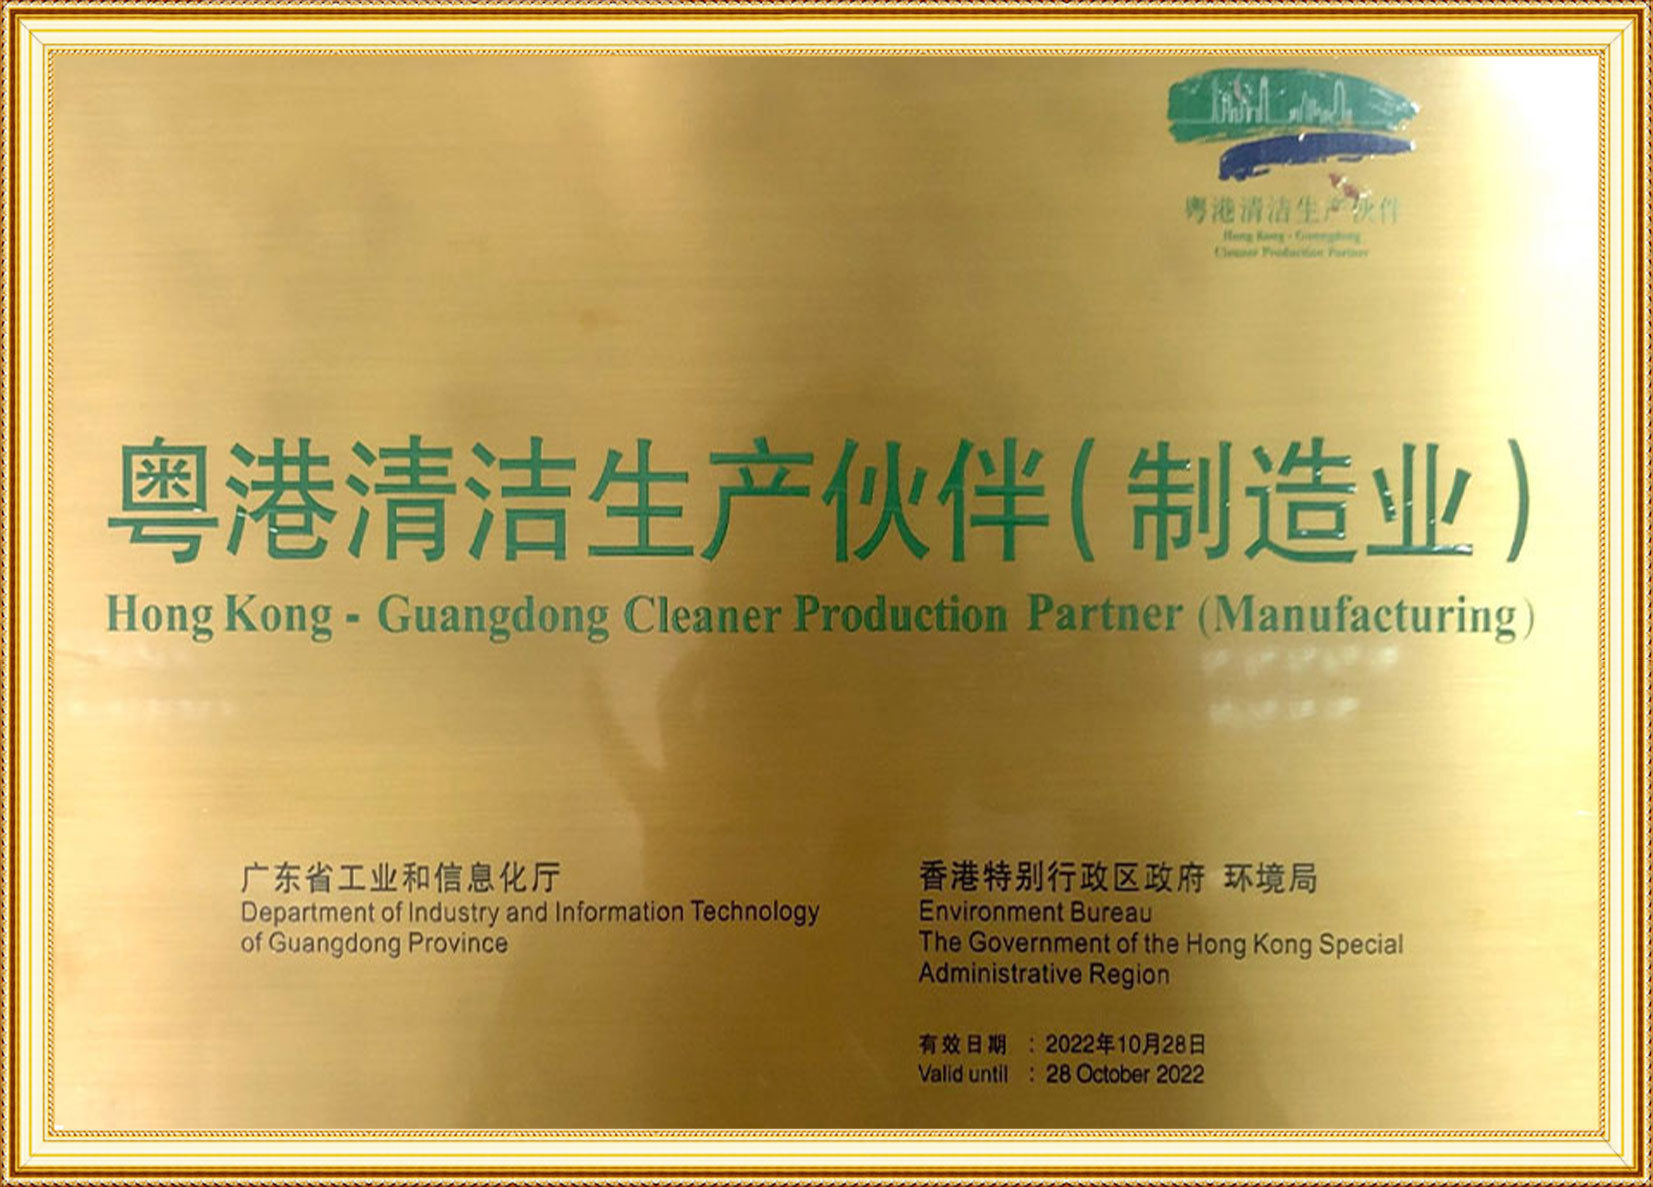 粤港清洁生产伙伴
Hong Kong - Guangdong
Cleaner Production Partner
粤港清洁生产伙伴(制造业)
Hong Kong - Guangdong Cleaner Production Partner (Manufacturing)
广东省工业和信息化厅
Department of Industry and Information Technology
of Guangdong Province
香港特别行政区政府 环境局
Environment Bureau
The Government of the Hong Kong Special
Administrative Region
有效日期 : 2022年10月28日
Valid until : 28 October 2022